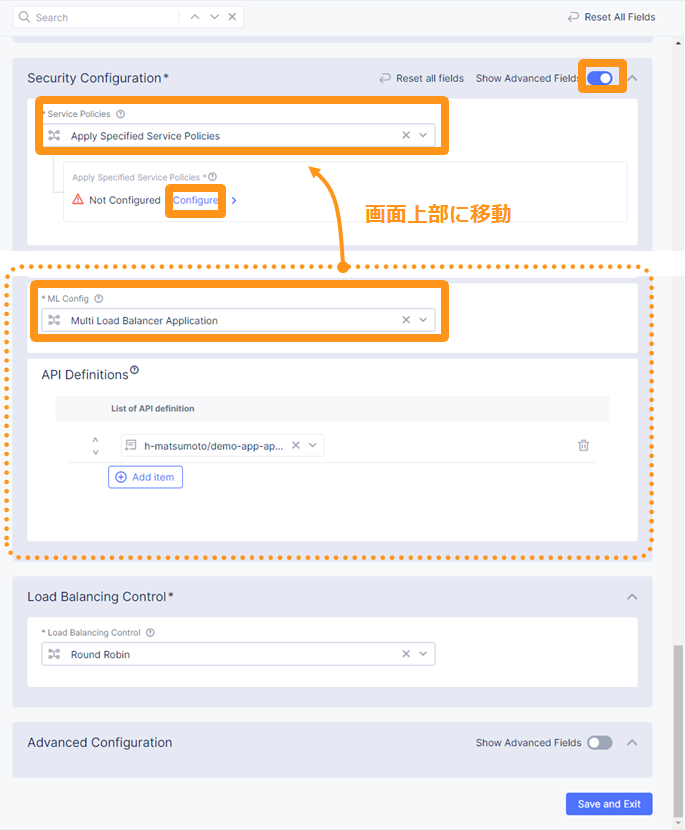 Search
Reset All Fields
Security Configuration*
Reset all fields
Show Advanced Fields
* Service Policies
Apply Specified Service Policies
Apply Specified Service Policies *
Not Configured
Configure
画面上部に移動
* ML Config
Multi Load Balancer Application
API Definitions
List of API definition
h-matsumoto/demo-app-ap...
Add item
Load Balancing Control*
* Load Balancing Control
Round Robin
Advanced Configuration
Show Advanced Fields
Save and Exit